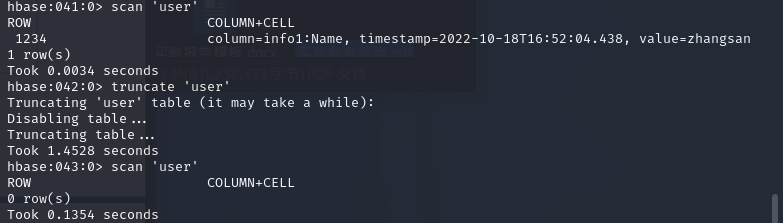 hbase:041:0> scan 'user'
ROW                          COLUMN+CELL
 1234                        column=info1:Name, timestamp=2022-10-18T16:52:04.438, value=zhangsan
1 row(s)
Took 0.0034 seconds
hbase:042:0> truncate 'user'
Truncating 'user' table (it may take a while):
Disabling table...
Truncating table...
Took 1.4528 seconds
hbase:043:0> scan 'user'
ROW                          COLUMN+CELL
0 row(s)
Took 0.1354 seconds